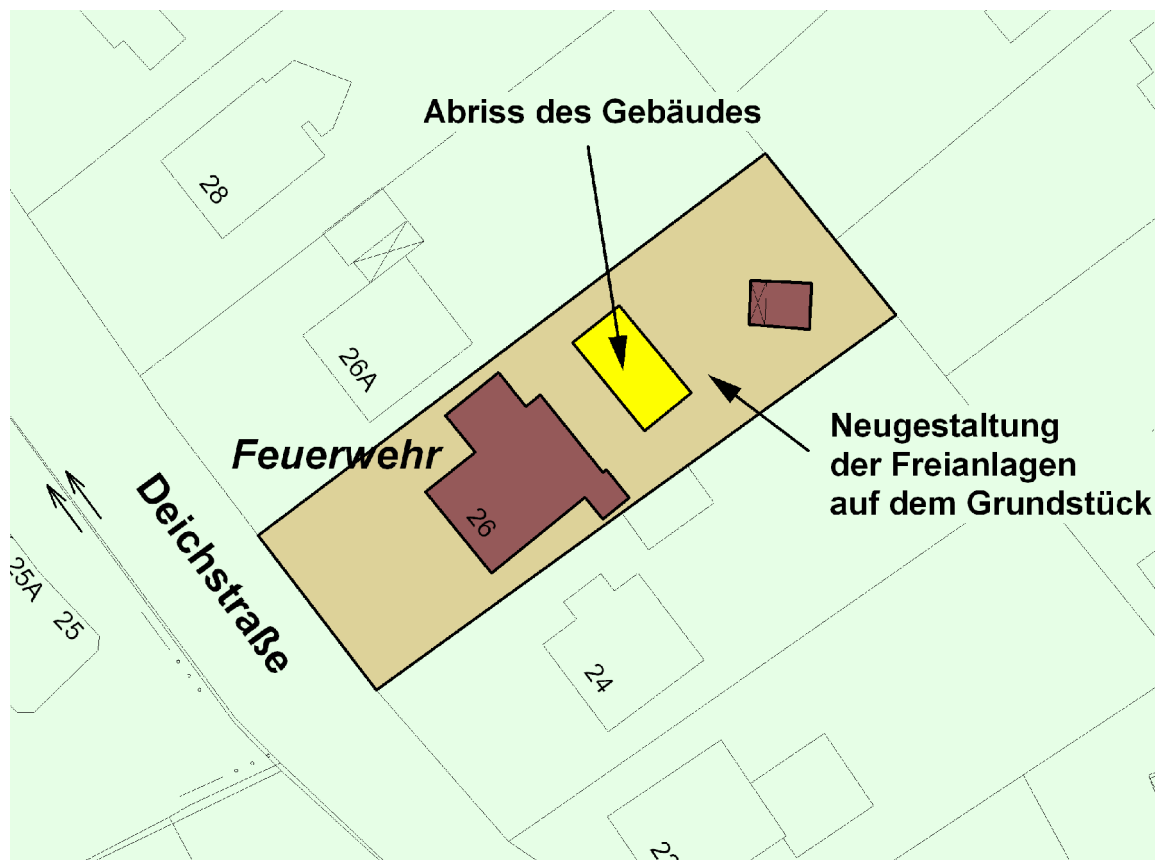 Abriss des Gebäudes
28
26A
Feuerwehr
Neugestaltung
der Freianlagen
auf dem Grundstück
26
Deichstraße
25A
25
24